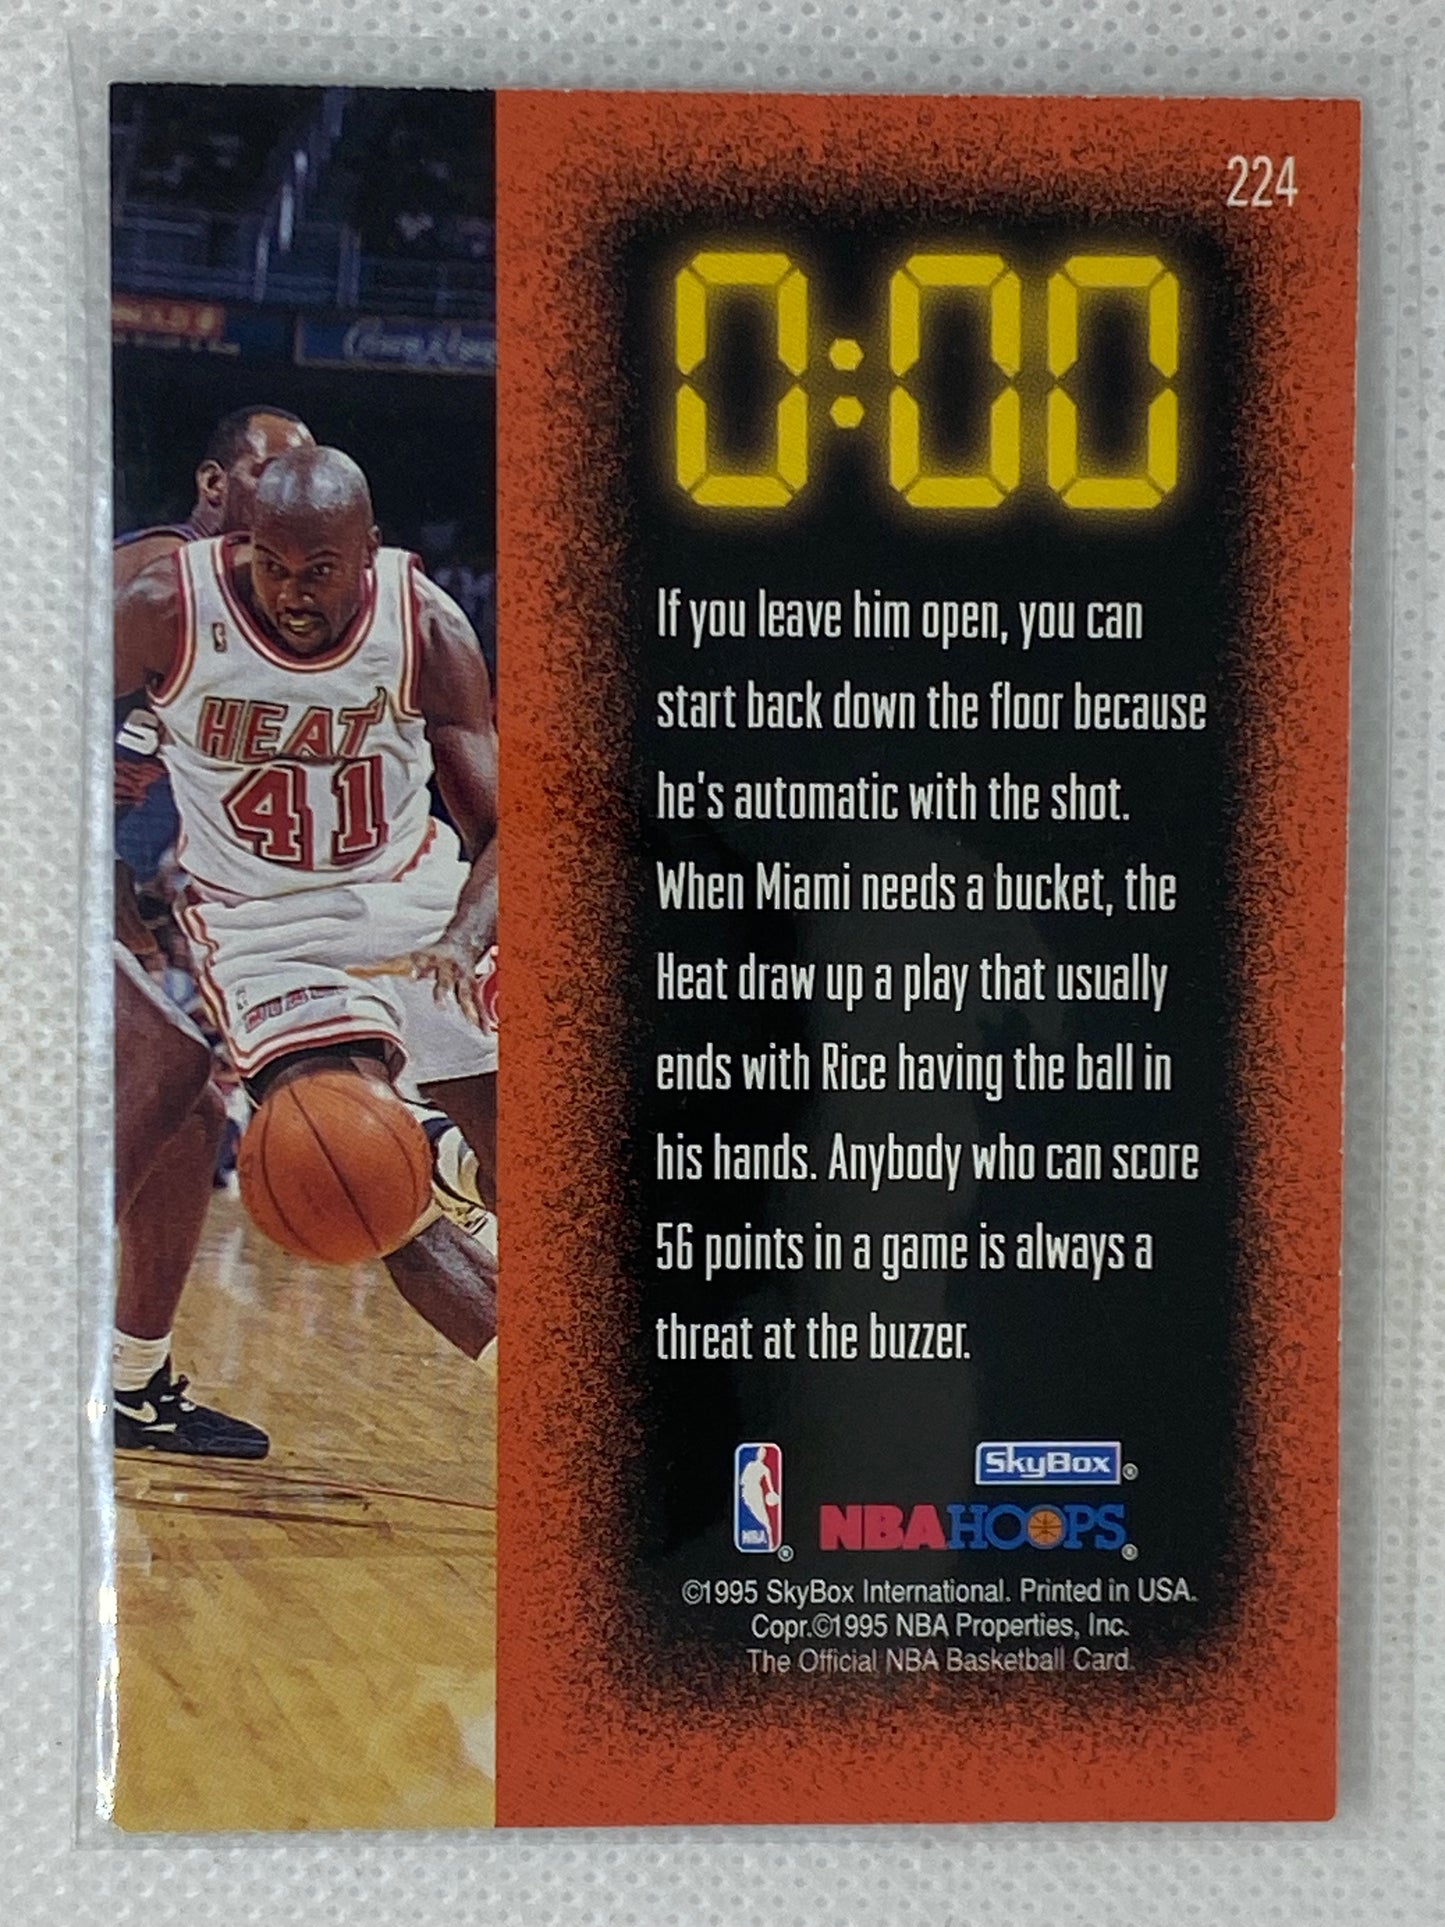 224
0:00
If you leave him open, you can
start back down the floor because
he's automatic with the shot.
When Miami needs a bucket, the
Heat draw up a play that usually
ends with Rice having the ball in
his hands. Anybody who can score
56 points in a game is always a
threat at the buzzer.
HEAT
41
NBA ®
SkyBox ®
NBA HOOPS ®
©1995 SkyBox International. Printed in USA.
Copr.©1995 NBA Properties, Inc.
The Official NBA Basketball Card.